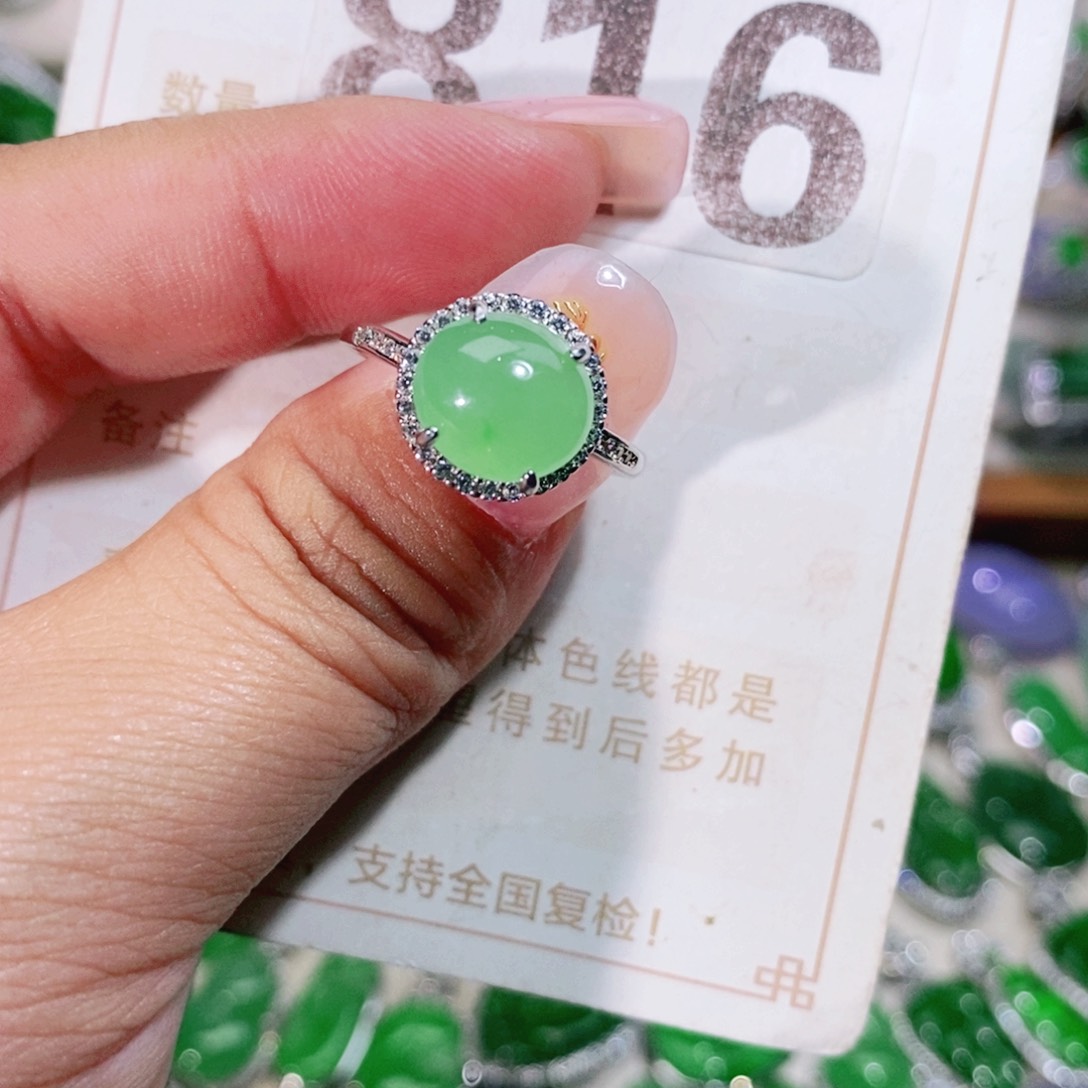 816
数量
备注
体色线都是
得到后多加
支持全国复检!